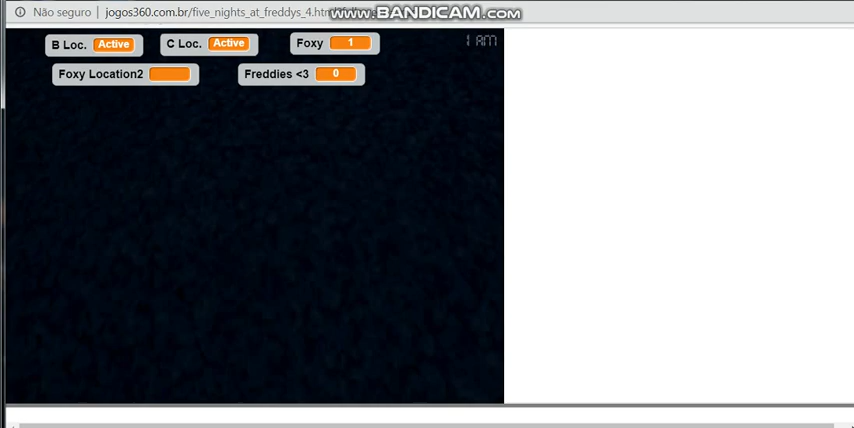 Não seguro | jogos360.com.br/five_nights_at_freddys_4.htm
www.BANDICAM.com
B Loc. Active C Loc. Active Foxy 1
1 AM
Foxy Location2 Freddies <3 0